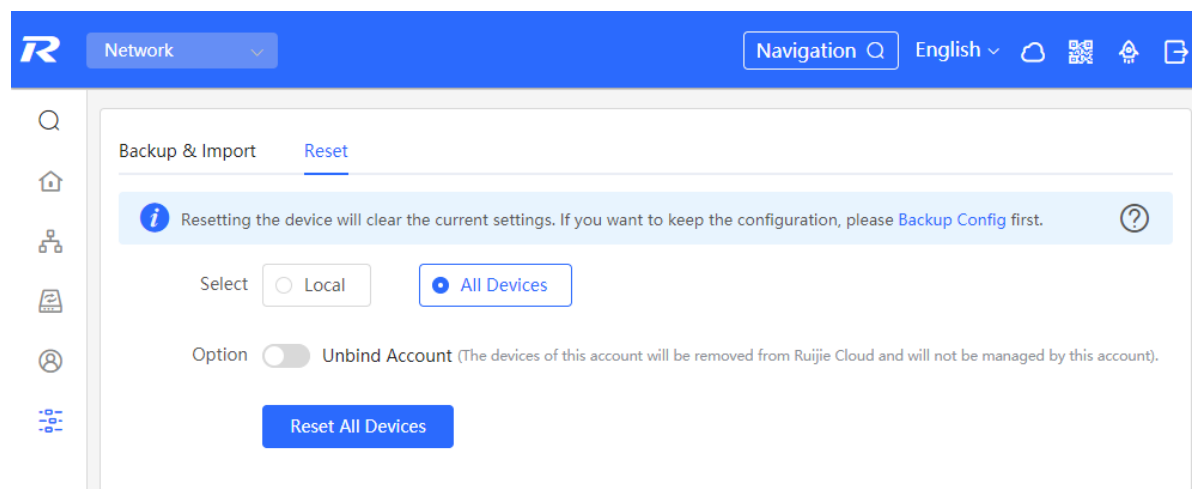 Network
Navigation
English
Backup & Import
Reset
Resetting the device will clear the current settings. If you want to keep the configuration, please Backup Config first.
Select
Local
All Devices
Option
Unbind Account (The devices of this account will be removed from Ruijie Cloud and will not be managed by this account).
Reset All Devices